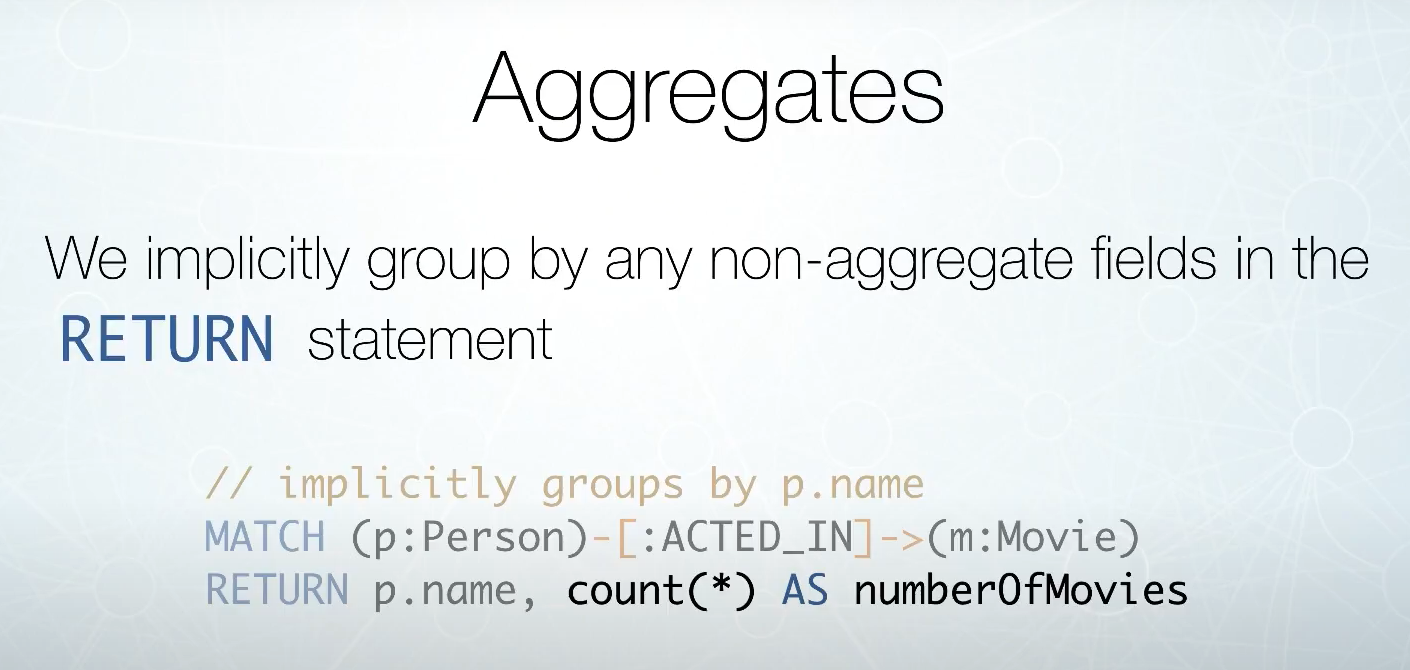 Aggregates
We implicitly group by any non-aggregate fields in the
RETURN statement
// implicitly groups by p.name
MATCH (p:Person)-[:ACTED_IN]->(m:Movie)
RETURN p.name, count(*) AS numberOfMovies